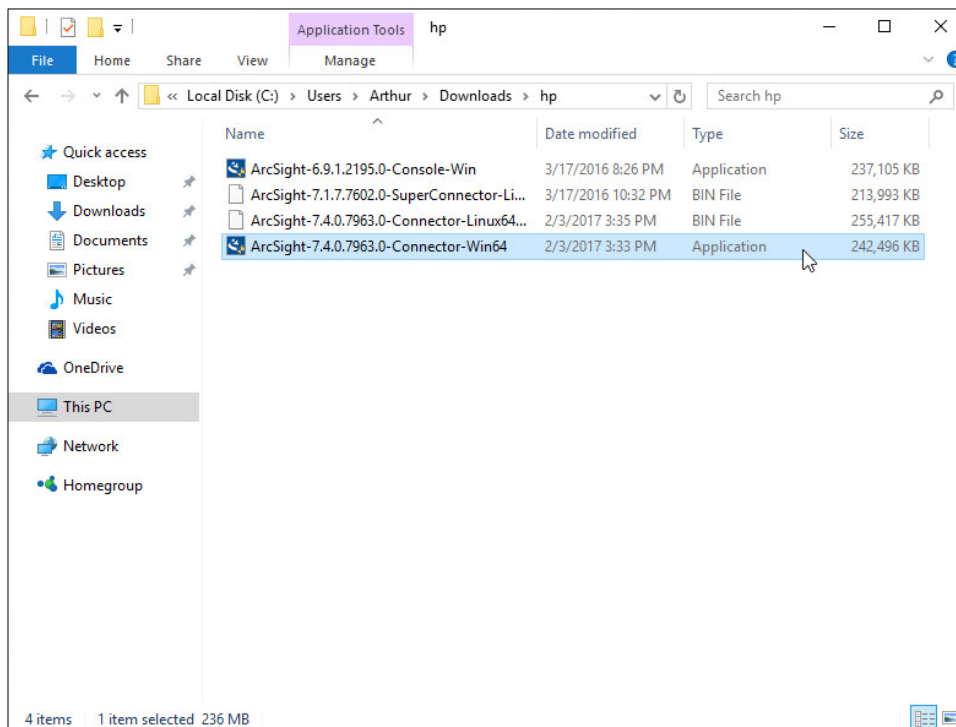 Application Tools hp
File Home Share View Manage
« Local Disk (C:) > Users > Arthur > Downloads > hp Search hp
Name Date modified Type Size
Quick access
Desktop
Downloads
Documents
Pictures
Music
Videos
OneDrive
This PC
Network
Homegroup
ArcSight-6.9.1.2195.0-Console-Win 3/17/2016 8:26 PM Application 237,105 KB
ArcSight-7.1.7.7602.0-SuperConnector-Li... 3/17/2016 10:32 PM BIN File 213,993 KB
ArcSight-7.4.0.7963.0-Connector-Linux64... 2/3/2017 3:35 PM BIN File 255,417 KB
ArcSight-7.4.0.7963.0-Connector-Win64 2/3/2017 3:33 PM Application 242,496 KB
4 items 1 item selected 236 MB